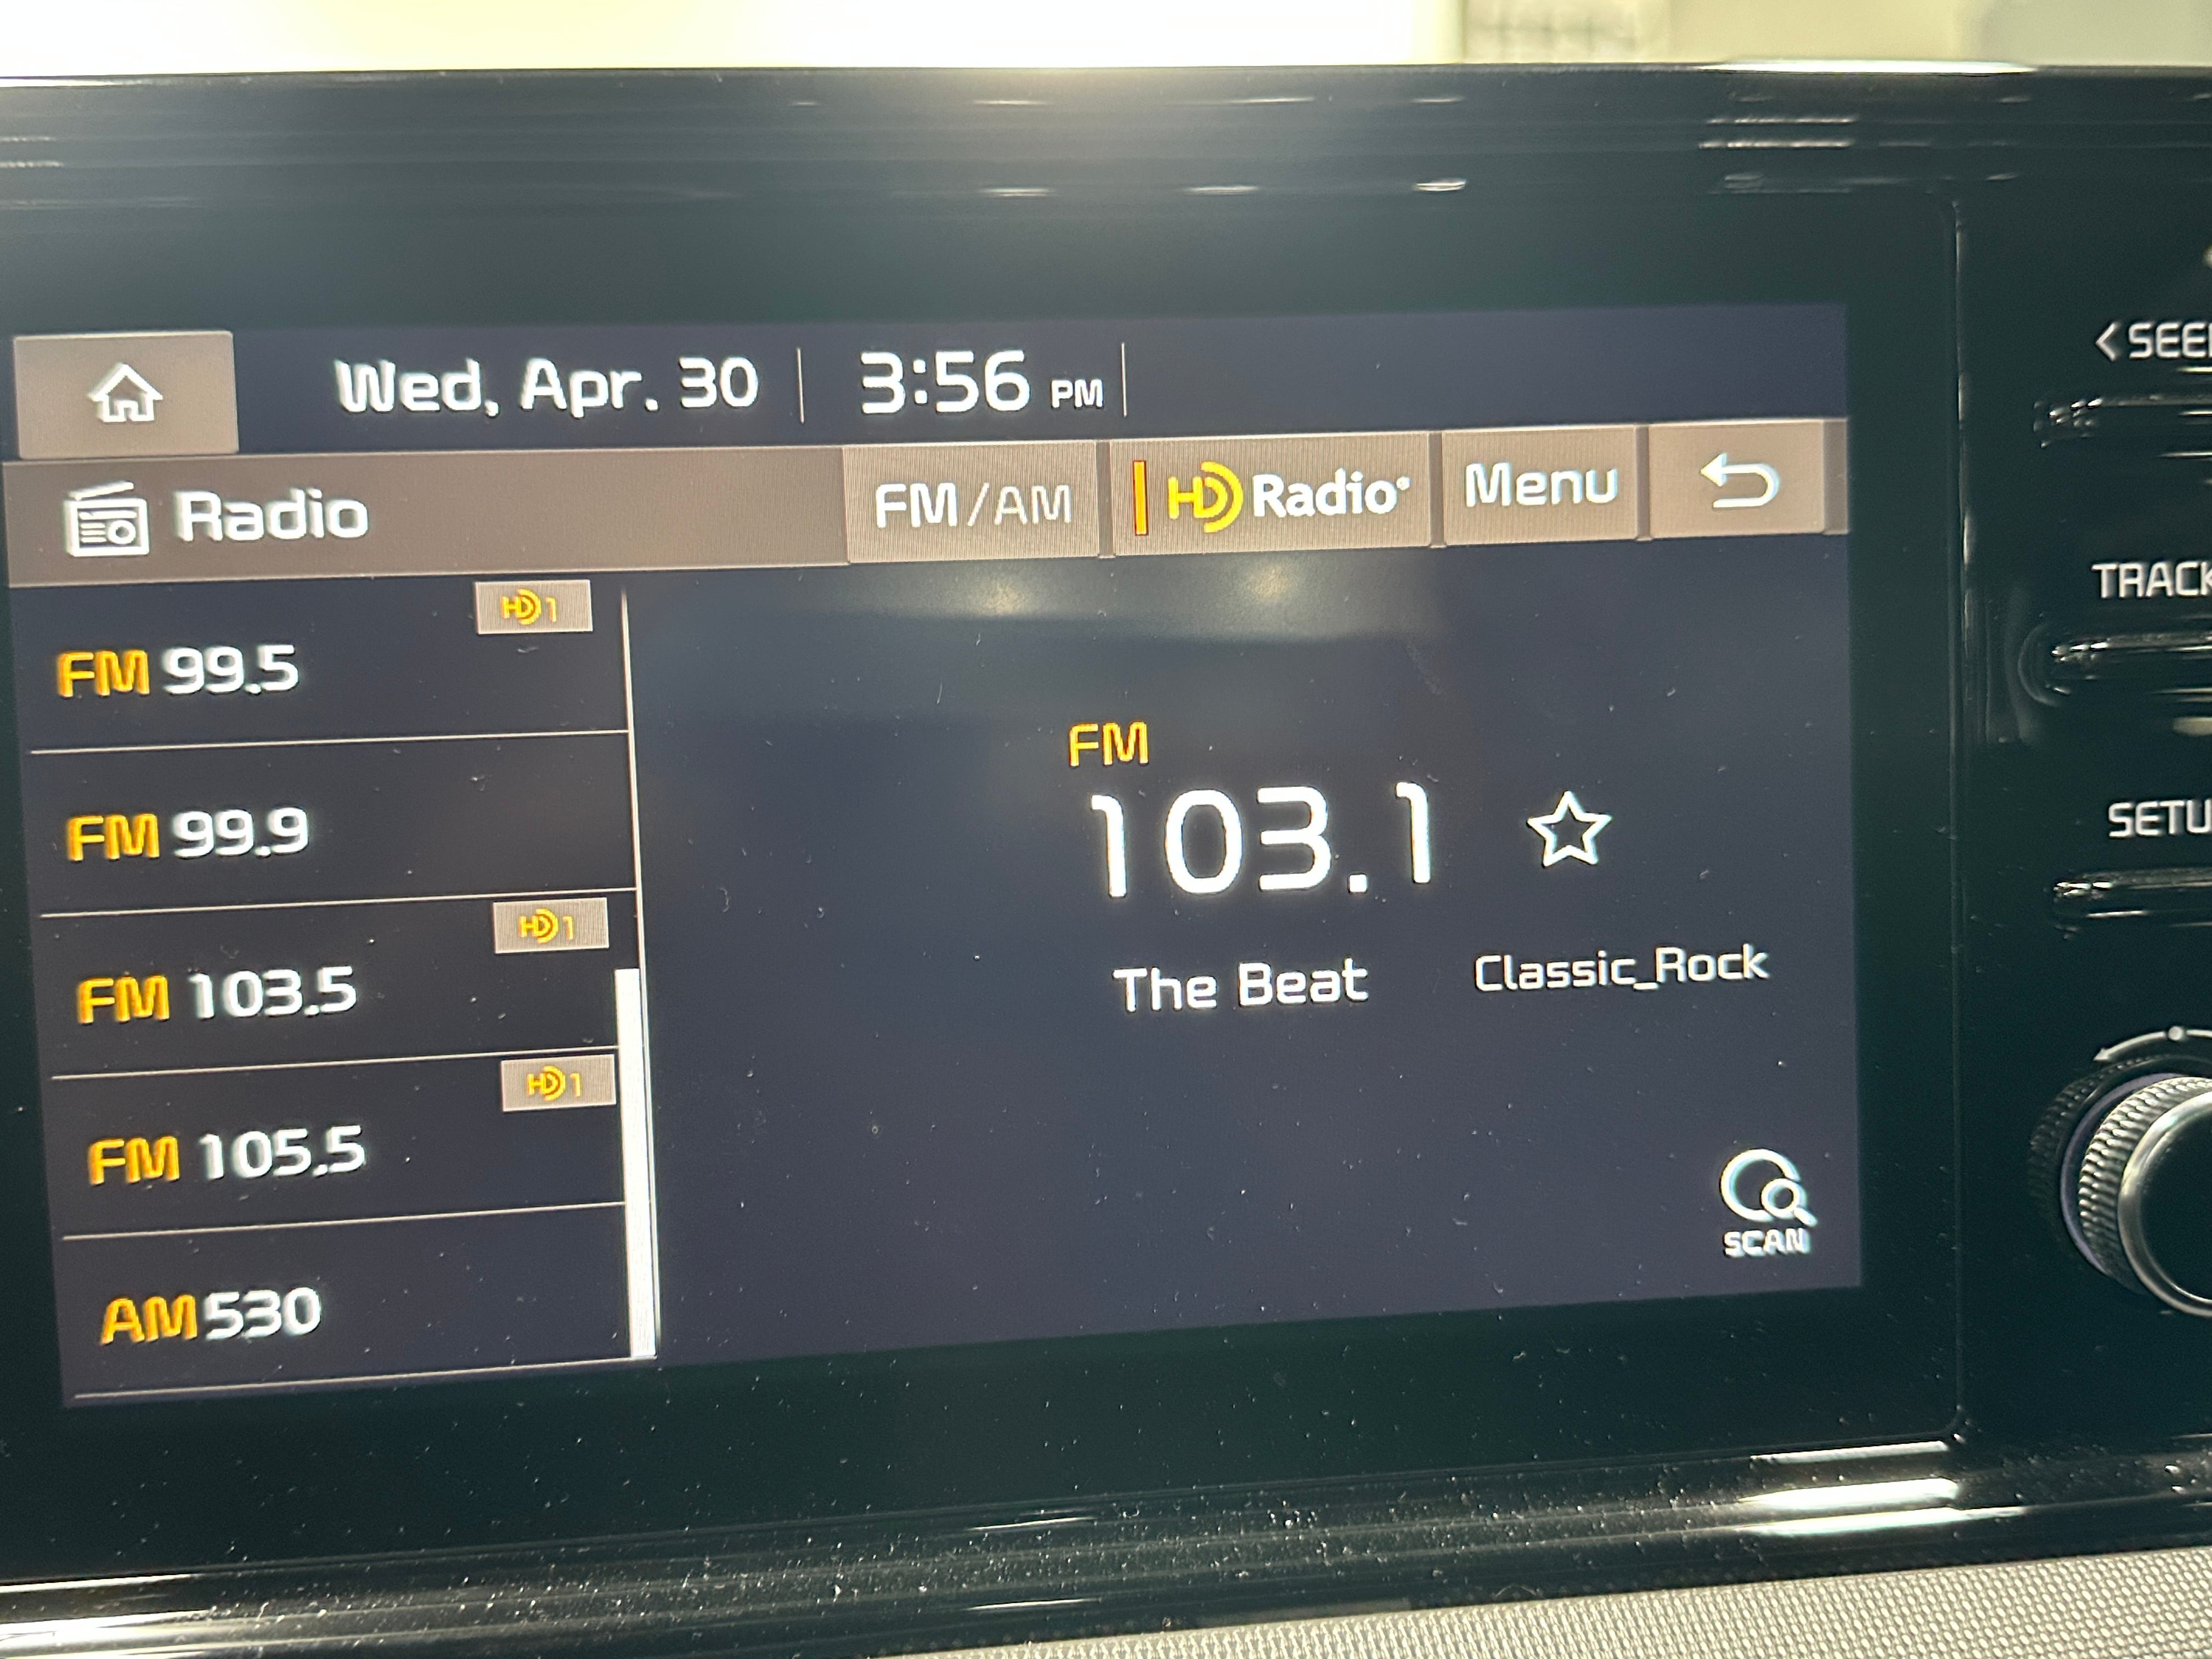 Wed, Apr. 30 3:56 PM
Radio FM/AM HD Radio Menu
HD 1
FM 99.5
FM 99.9
HD 1
FM 103.5
HD 1
FM 105.5
AM 530
FM
103.1
The Beat Classic_Rock
SCAN